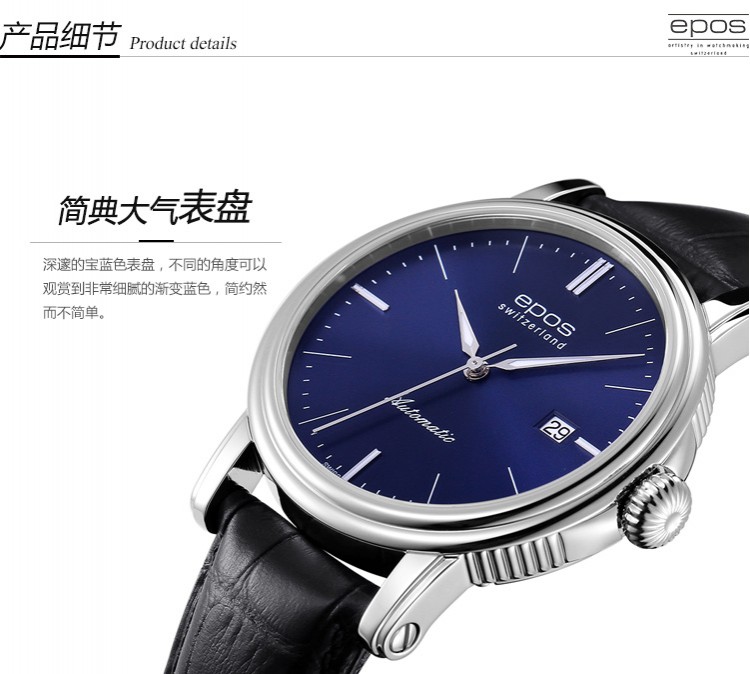 产品细节 Product details
epos
artistry in watchmaking
switzerland
简典大气表盘
深邃的宝蓝色表盘，不同的角度可以
观赏到非常细腻的渐变蓝色，简约然
而不简单。
epos
switzerland
Automatic
29